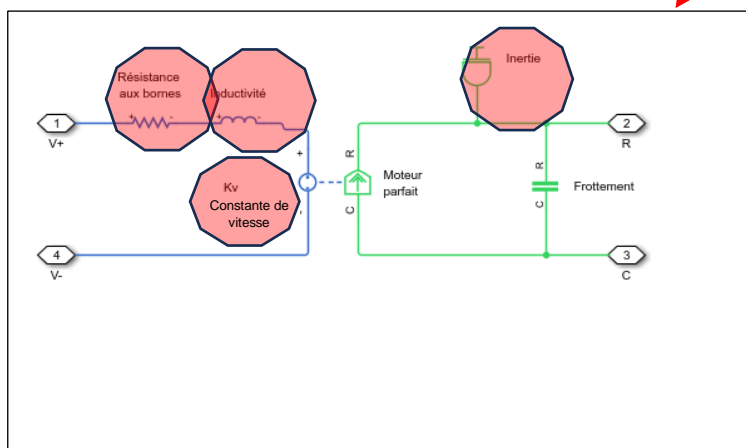 Résistance
aux bornes
Inductivité
Inertie
+ -
+ -
1
V+
2
R
+
R
R
Kv
Constante de
vitesse
Moteur
parfait
Frottement
-
C
C
4
V-
3
C